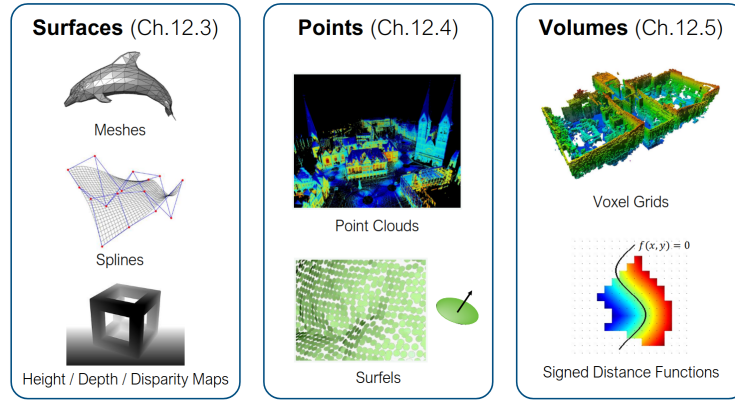 Surfaces (Ch.12.3)
Meshes
Splines
Height / Depth / Disparity Maps
Points (Ch.12.4)
Point Clouds
Surfels
Volumes (Ch.12.5)
Voxel Grids
f(x, y) = 0
Signed Distance Functions